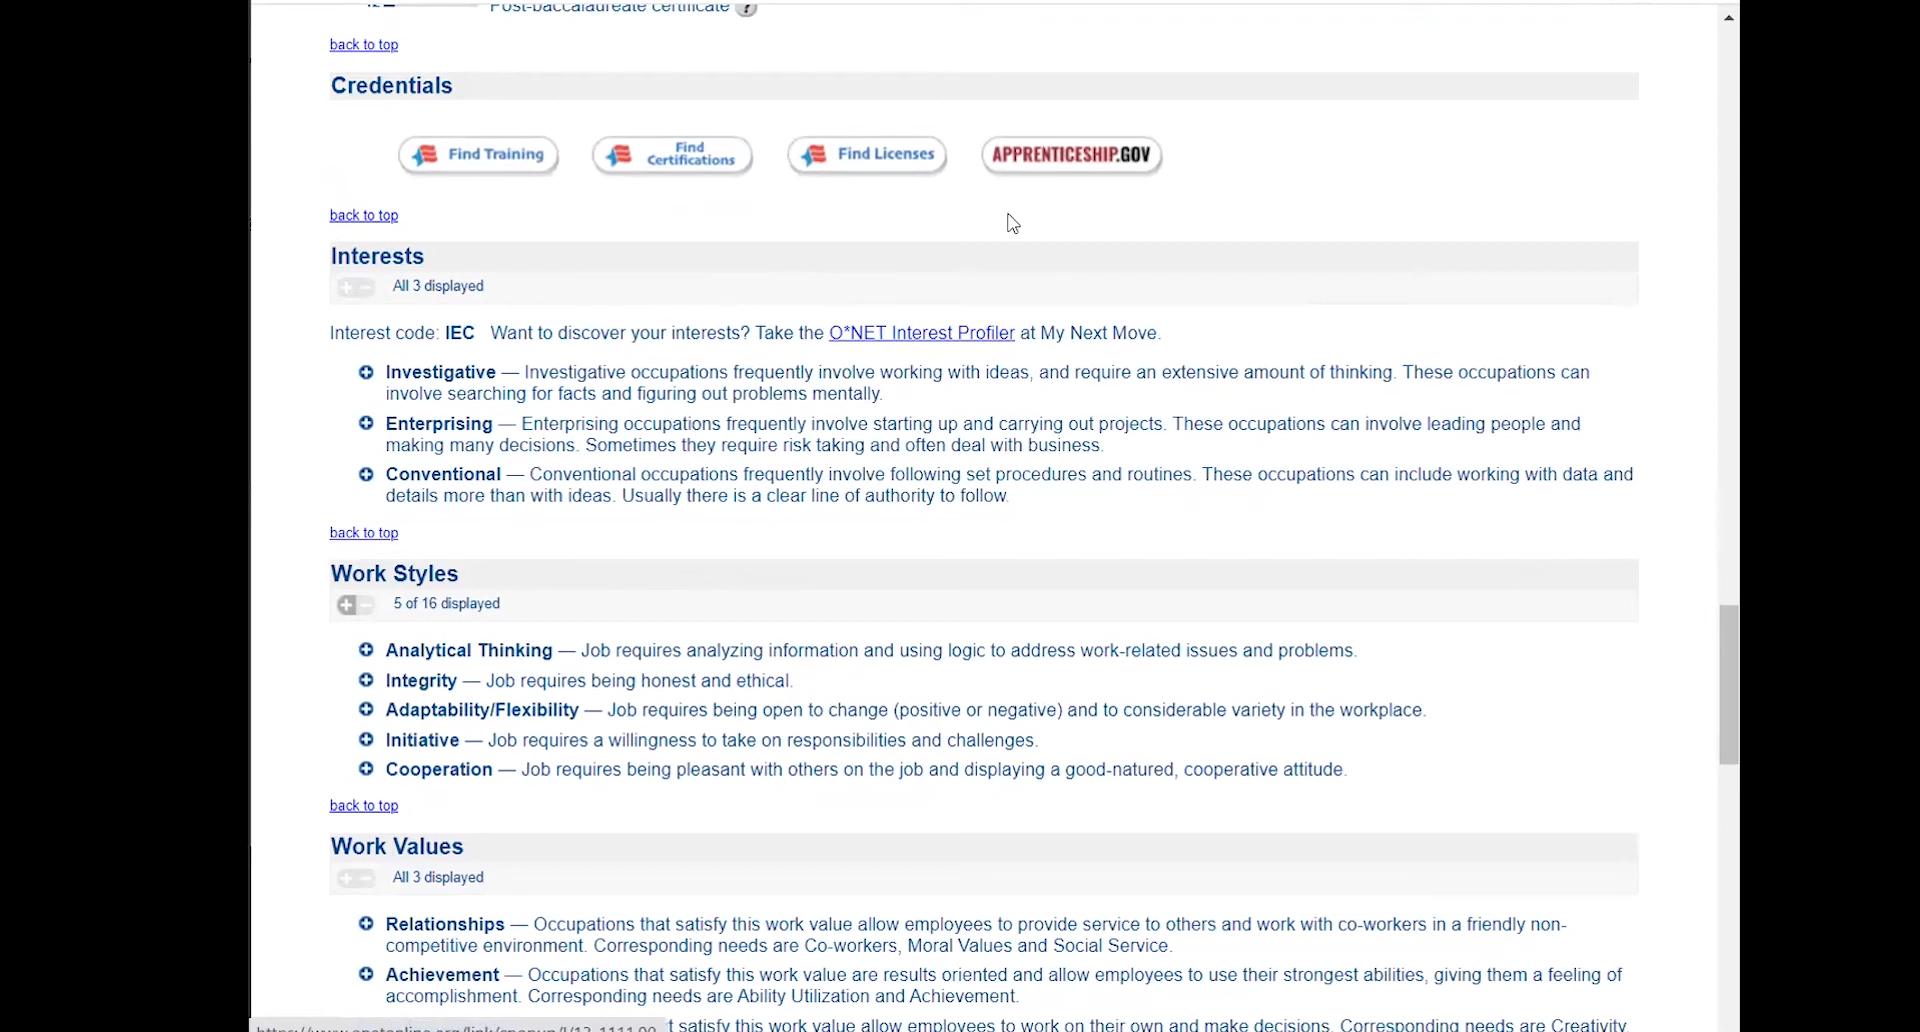 Post-baccalaureate certificate ?
back to top
Credentials
Find Training
Find Certifications
Find Licenses
APPRENTICESHIP.GOV
back to top
Interests
All 3 displayed
Interest code: IEC Want to discover your interests? Take the O*NET Interest Profiler at My Next Move.
Investigative — Investigative occupations frequently involve working with ideas, and require an extensive amount of thinking. These occupations can
involve searching for facts and figuring out problems mentally.
Enterprising — Enterprising occupations frequently involve starting up and carrying out projects. These occupations can involve leading people and
making many decisions. Sometimes they require risk taking and often deal with business.
Conventional — Conventional occupations frequently involve following set procedures and routines. These occupations can include working with data and
details more than with ideas. Usually there is a clear line of authority to follow.
back to top
Work Styles
5 of 16 displayed
Analytical Thinking — Job requires analyzing information and using logic to address work-related issues and problems.
Integrity — Job requires being honest and ethical.
Adaptability/Flexibility — Job requires being open to change (positive or negative) and to considerable variety in the workplace.
Initiative — Job requires a willingness to take on responsibilities and challenges.
Cooperation — Job requires being pleasant with others on the job and displaying a good-natured, cooperative attitude.
back to top
Work Values
All 3 displayed
Relationships — Occupations that satisfy this work value allow employees to provide service to others and work with co-workers in a friendly non-
competitive environment. Corresponding needs are Co-workers, Moral Values and Social Service.
Achievement — Occupations that satisfy this work value are results oriented and allow employees to use their strongest abilities, giving them a feeling of
accomplishment. Corresponding needs are Ability Utilization and Achievement.
t satisfy this work value allow employees to work on their own and make decisions. Corresponding needs are Creativity,